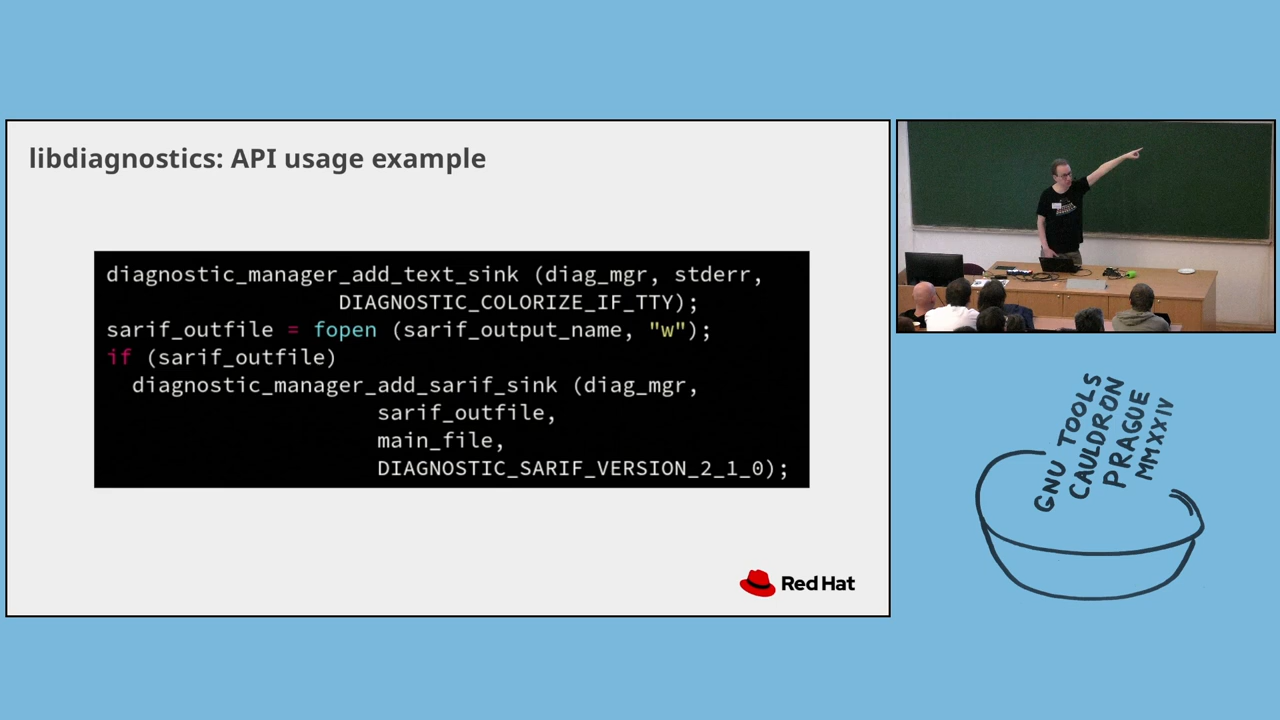 libdiagnostics: API usage example
diagnostic_manager_add_text_sink (diag_mgr, stderr,
DIAGNOSTIC_COLORIZE_IF_TTY);
sarif_outfile = fopen (sarif_output_name, "w");
if (sarif_outfile)
diagnostic_manager_add_sarif_sink (diag_mgr,
sarif_outfile,
main_file,
DIAGNOSTIC_SARIF_VERSION_2_1_0);
Red Hat
GNU TOOLS
CAULDRON
PRAGUE
MMXXIV